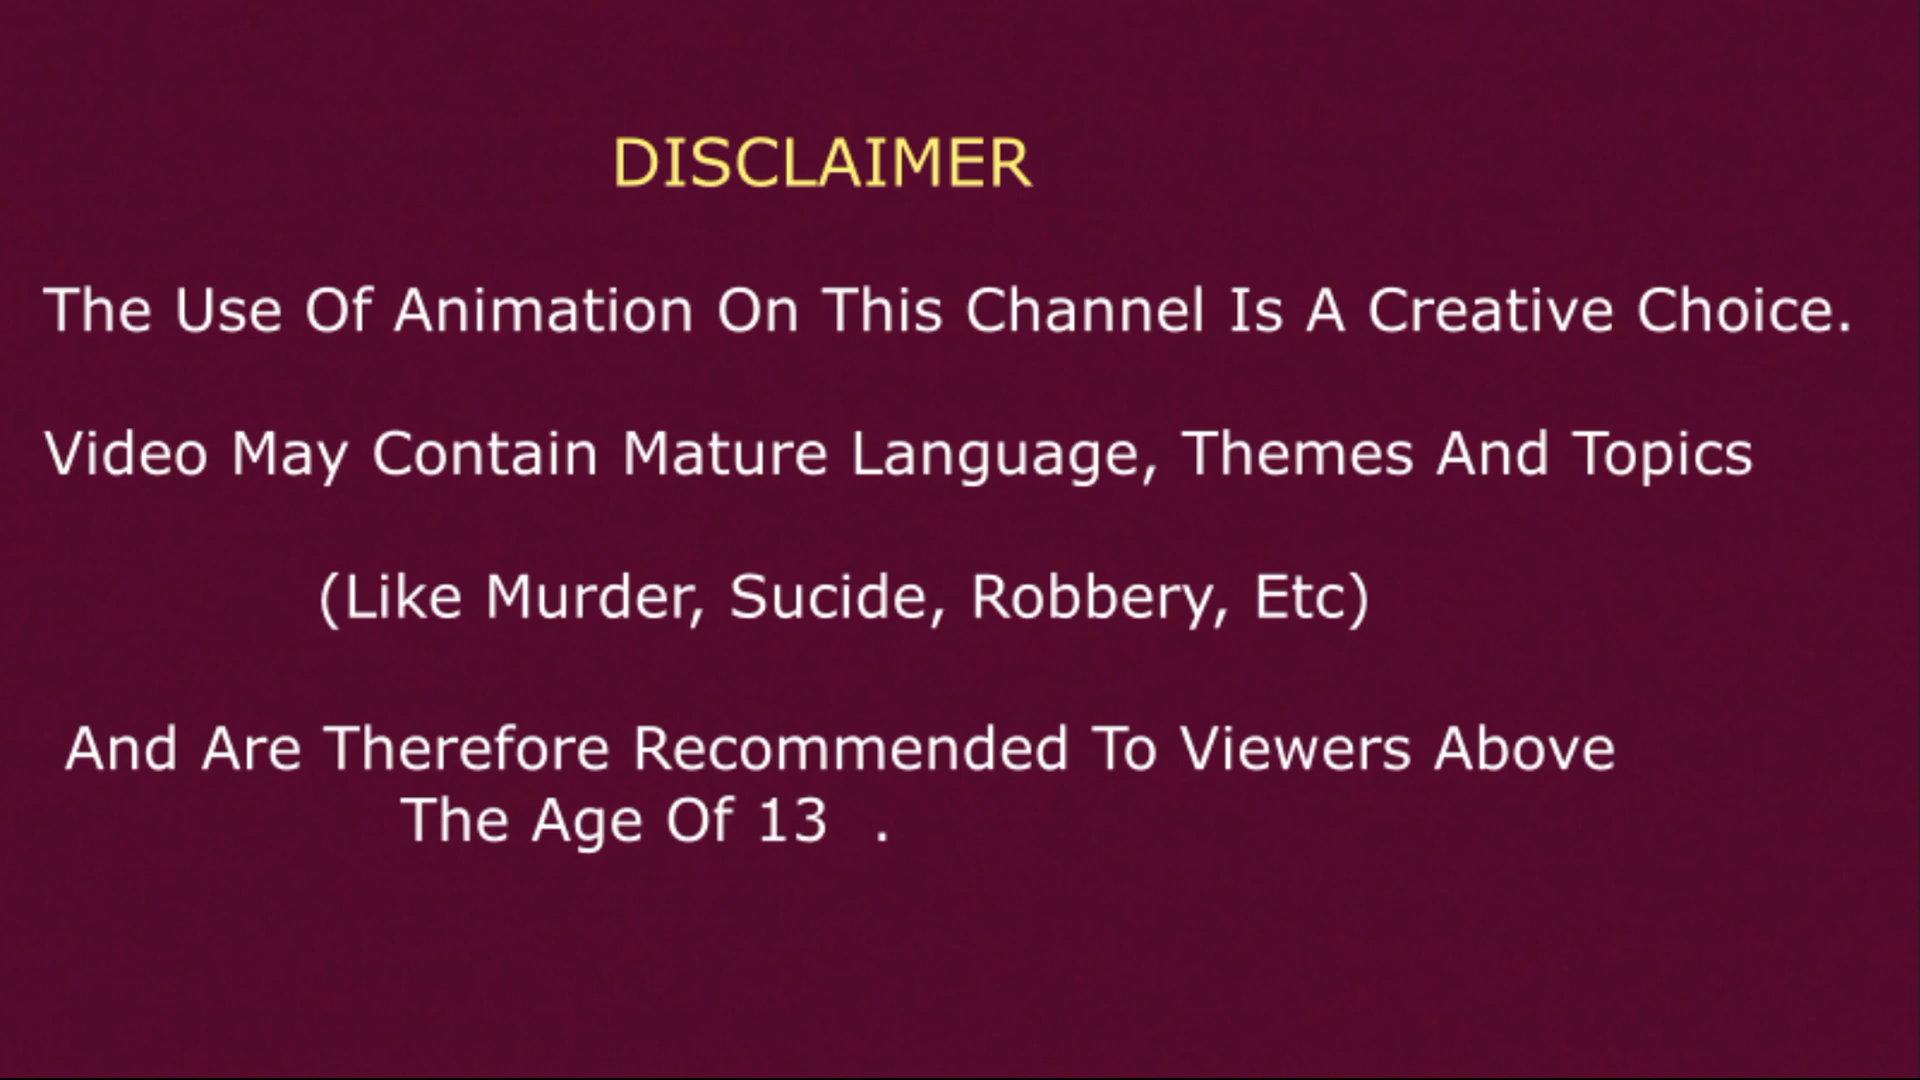 DISCLAIMER
The Use Of Animation On This Channel Is A Creative Choice.
Video May Contain Mature Language, Themes And Topics
(Like Murder, Sucide, Robbery, Etc)
And Are Therefore Recommended To Viewers Above
The Age Of 13 .